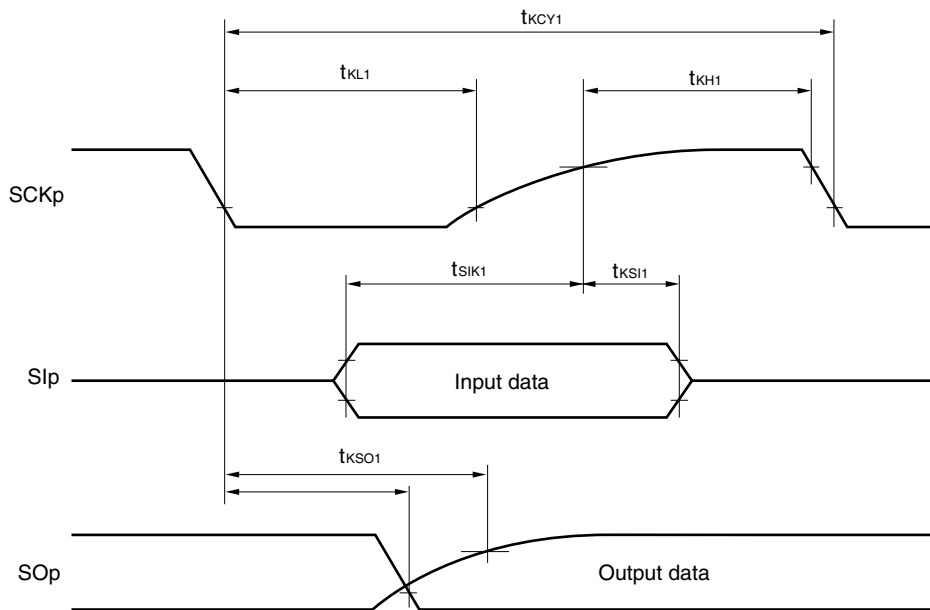 tKCY1
tKL1
tKH1
SCKp
tSIK1
tKSI1
SIp
Input data
tKSO1
SOp
Output data